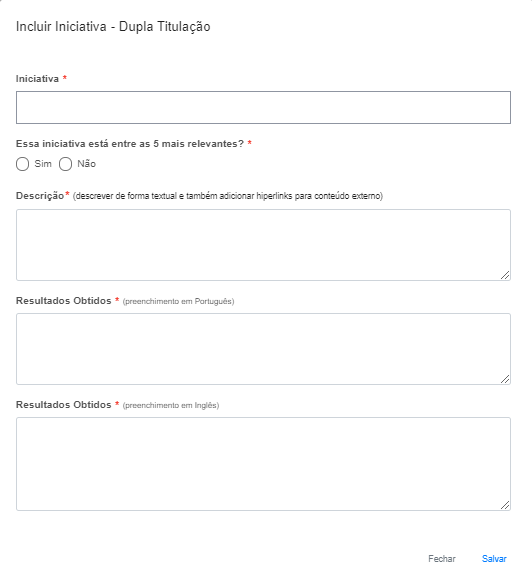 Incluir Iniciativa - Dupla Titulação
Iniciativa *
Essa iniciativa está entre as 5 mais relevantes? *
Sim Não
Descrição* (descrever de forma textual e também adicionar hiperlinks para conteúdo externo)
Resultados Obtidos * (preenchimento em Português)
Resultados Obtidos * (preenchimento em Inglês)
Fechar Salvar